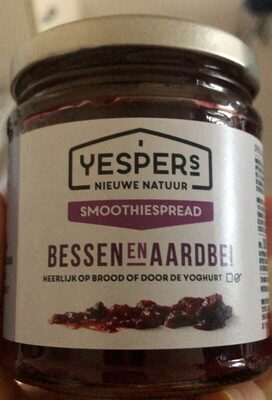 YESPERs
NIEUWE NATUUR
SMOOTHIESPREAD
BESSEN EN AARDBEI
HEERLIJK OP BROOD OF DOOR DE YOGHURT